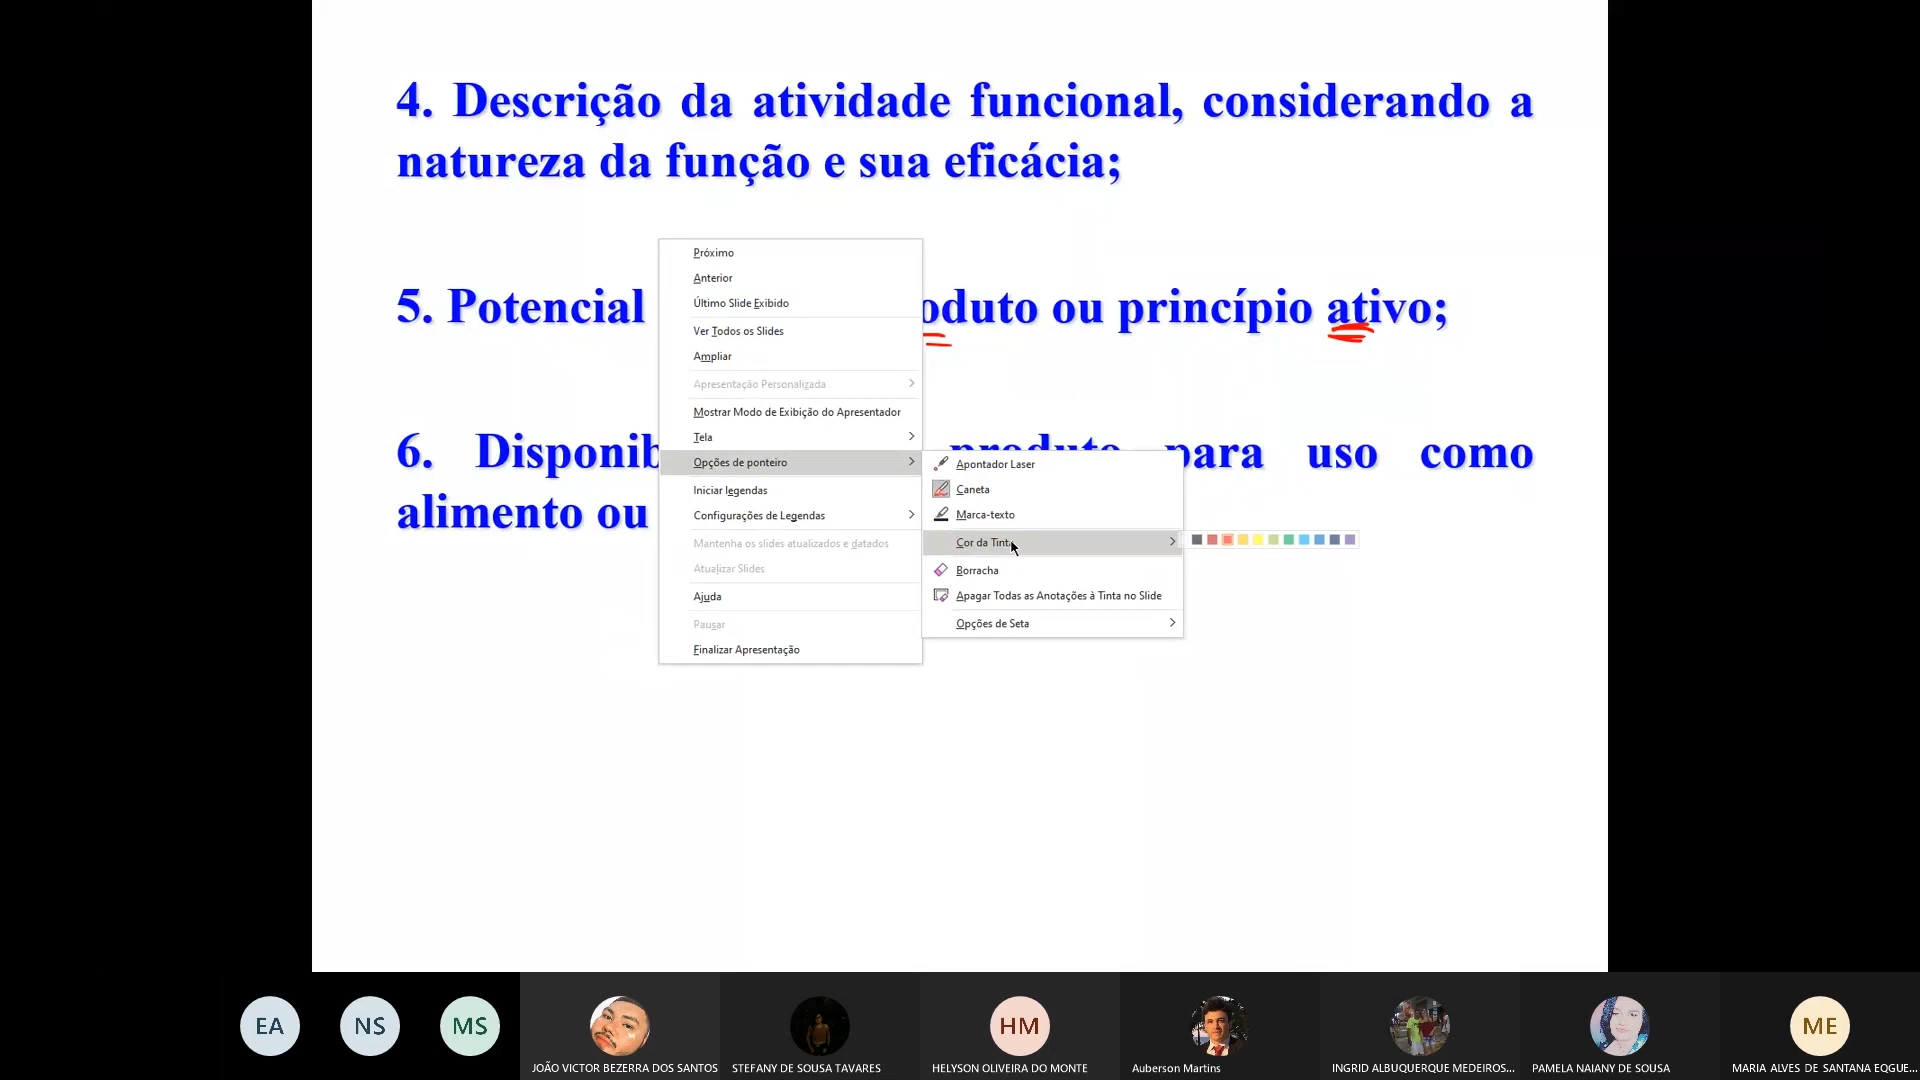 4. Descrição da atividade funcional, considerando a
natureza da função e sua eficácia;
5. Potencial oduto ou princípio ativo;
6. Disponib produto para uso como
alimento ou
Próximo
Anterior
Último Slide Exibido
Ver Todos os Slides
Ampliar
Apresentação Personalizada
Mostrar Modo de Exibição do Apresentador
Tela
Opções de ponteiro
Iniciar legendas
Configurações de Legendas
Mantenha os slides atualizados e datados
Atualizar Slides
Ajuda
Pausar
Finalizar Apresentação
Apontador Laser
Caneta
Marca-texto
Cor da Tinta
Borracha
Apagar Todas as Anotações à Tinta no Slide
Opções de Seta
EA
NS
MS
HM
ME
JOÃO VICTOR BEZERRA DOS SANTOS
STEFANY DE SOUSA TAVARES
HELYSON OLIVEIRA DO MONTE
Auberson Martins
INGRID ALBUQUERQUE MEDEIROS...
PAMELA NAIANY DE SOUSA
MARIA ALVES DE SANTANA EQGUE...